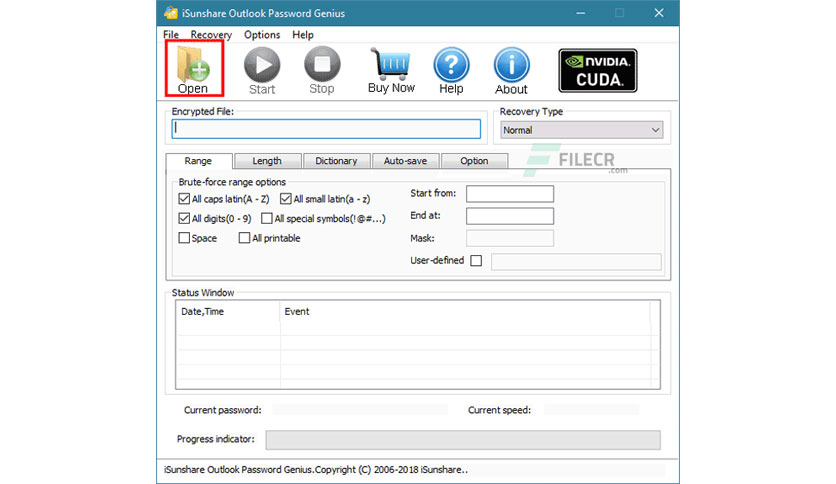 iSunshare Outlook Password Genius
File Recovery Options Help
Open Start Stop Buy Now Help About NVIDIA. CUDA.
Encrypted File: Recovery Type
Normal
Range Length Dictionary Auto-save Option
FILECR
.com
Brute-force range options
All caps latin(A - Z) All small latin(a - z) Start from:
All digits(0 - 9) All special symbols(!@#...) End at:
Space All printable Mask:
User-defined
Status Window
Date,Time Event
Current password: Current speed:
Progress indicator:
iSunshare Outlook Password Genius.Copyright (C) 2006-2018 iSunshare..